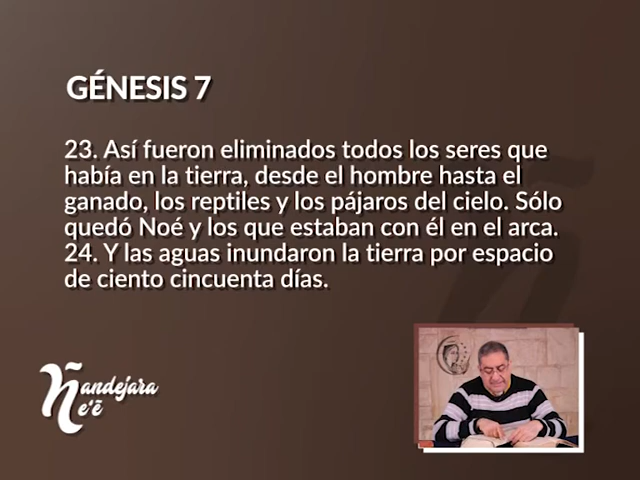 GÉNESIS 7
23. Así fueron eliminados todos los seres que
había en la tierra, desde el hombre hasta el
ganado, los reptiles y los pájaros del cielo. Sólo
quedó Noé y los que estaban con él en el arca.
24. Y las aguas inundaron la tierra por espacio
de ciento cincuenta días.
Ñandejara
Ñe'ẽ